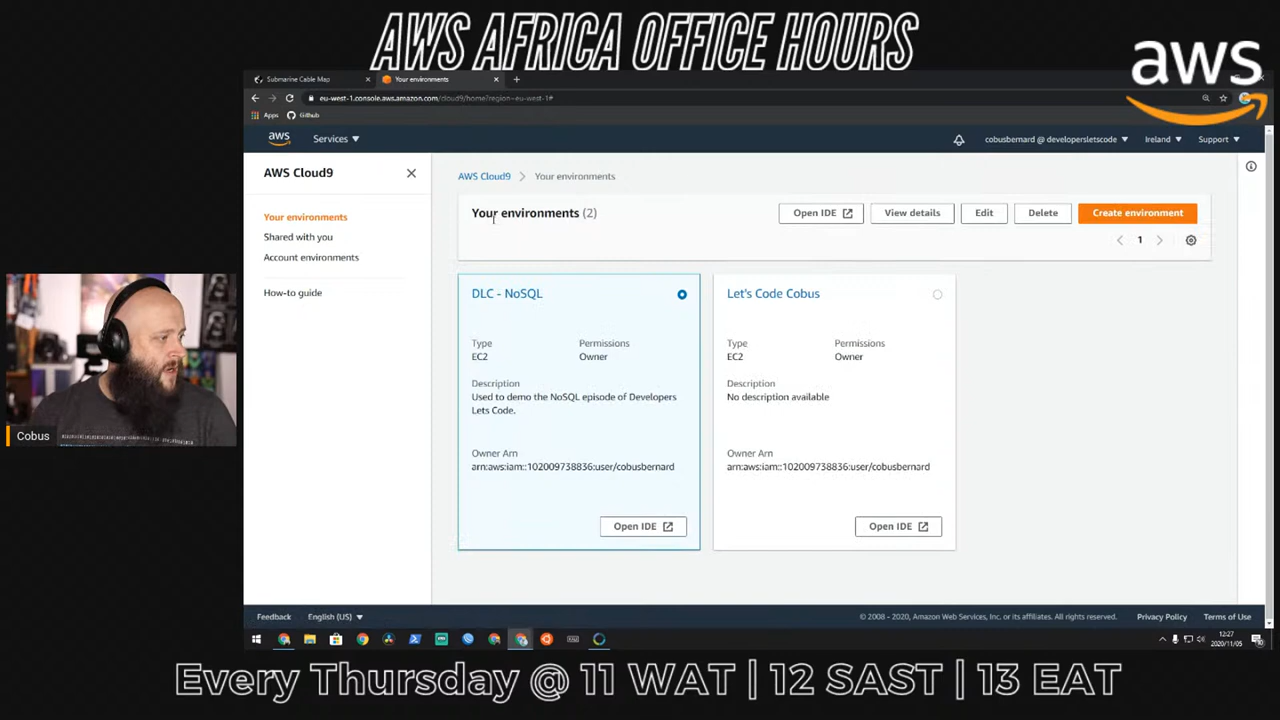 AWS AFRICA OFFICE HOURS
aws
Submarine Cable Map
Your environments
eu-west-1.console.aws.amazon.com/cloud9/home?region=eu-west-1#
Apps
Github
aws
Services
cobusbernard @ developersletscode
Ireland
Support
AWS Cloud9
Your environments
Shared with you
Account environments
How-to guide
AWS Cloud9 > Your environments
Your environments (2)
Open IDE
View details
Edit
Delete
Create environment
1
DLC - NoSQL
Type
EC2
Permissions
Owner
Description
Used to demo the NoSQL episode of Developers
Lets Code.
Owner Arn
arn:aws:iam::102009738836:user/cobusbernard
Open IDE
Let's Code Cobus
Type
EC2
Permissions
Owner
Description
No description available
Owner Arn
arn:aws:iam::102009738836:user/cobusbernard
Open IDE
Cobus
Feedback
English (US)
© 2008 - 2020, Amazon Web Services, Inc. or its affiliates. All rights reserved.
Privacy Policy
Terms of Use
12:27
2020/11/05
Every Thursday @ 11 WAT | 12 SAST | 13 EAT